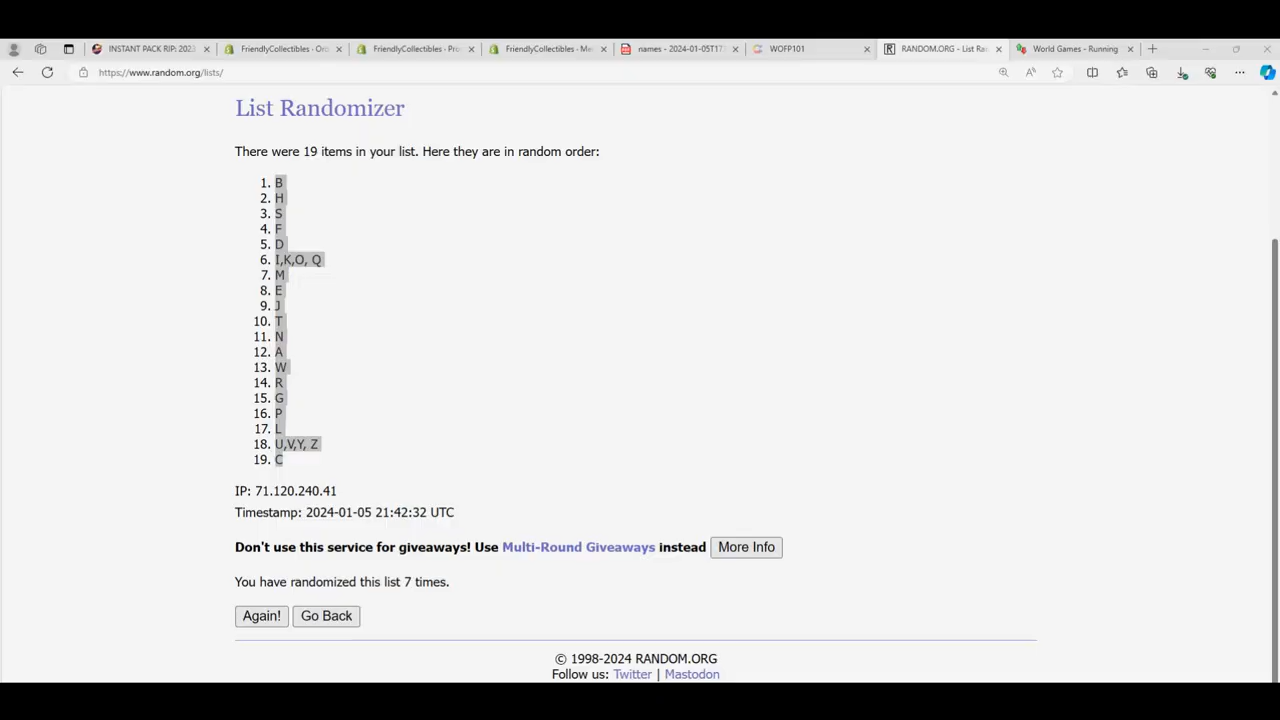 INSTANT PACK RIP: 2023
FriendlyCollectibles - Ord
FriendlyCollectibles · Pro
FriendlyCollectibles · Me
names - 2024-01-05T17
WOFP101
RANDOM.ORG - List Ra
World Games - Running
https://www.random.org/lists/
List Randomizer
There were 19 items in your list. Here they are in random order:
1. B
2. H
3. S
4. F
5. D
6. I,K,O, Q
7. M
8. E
9. J
10. T
11. N
12. A
13. W
14. R
15. G
16. P
17. L
18. U,V,Y, Z
19. C
IP: 71.120.240.41
Timestamp: 2024-01-05 21:42:32 UTC
Don't use this service for giveaways! Use Multi-Round Giveaways instead More Info
You have randomized this list 7 times.
Again! Go Back
© 1998-2024 RANDOM.ORG
Follow us: Twitter | Mastodon